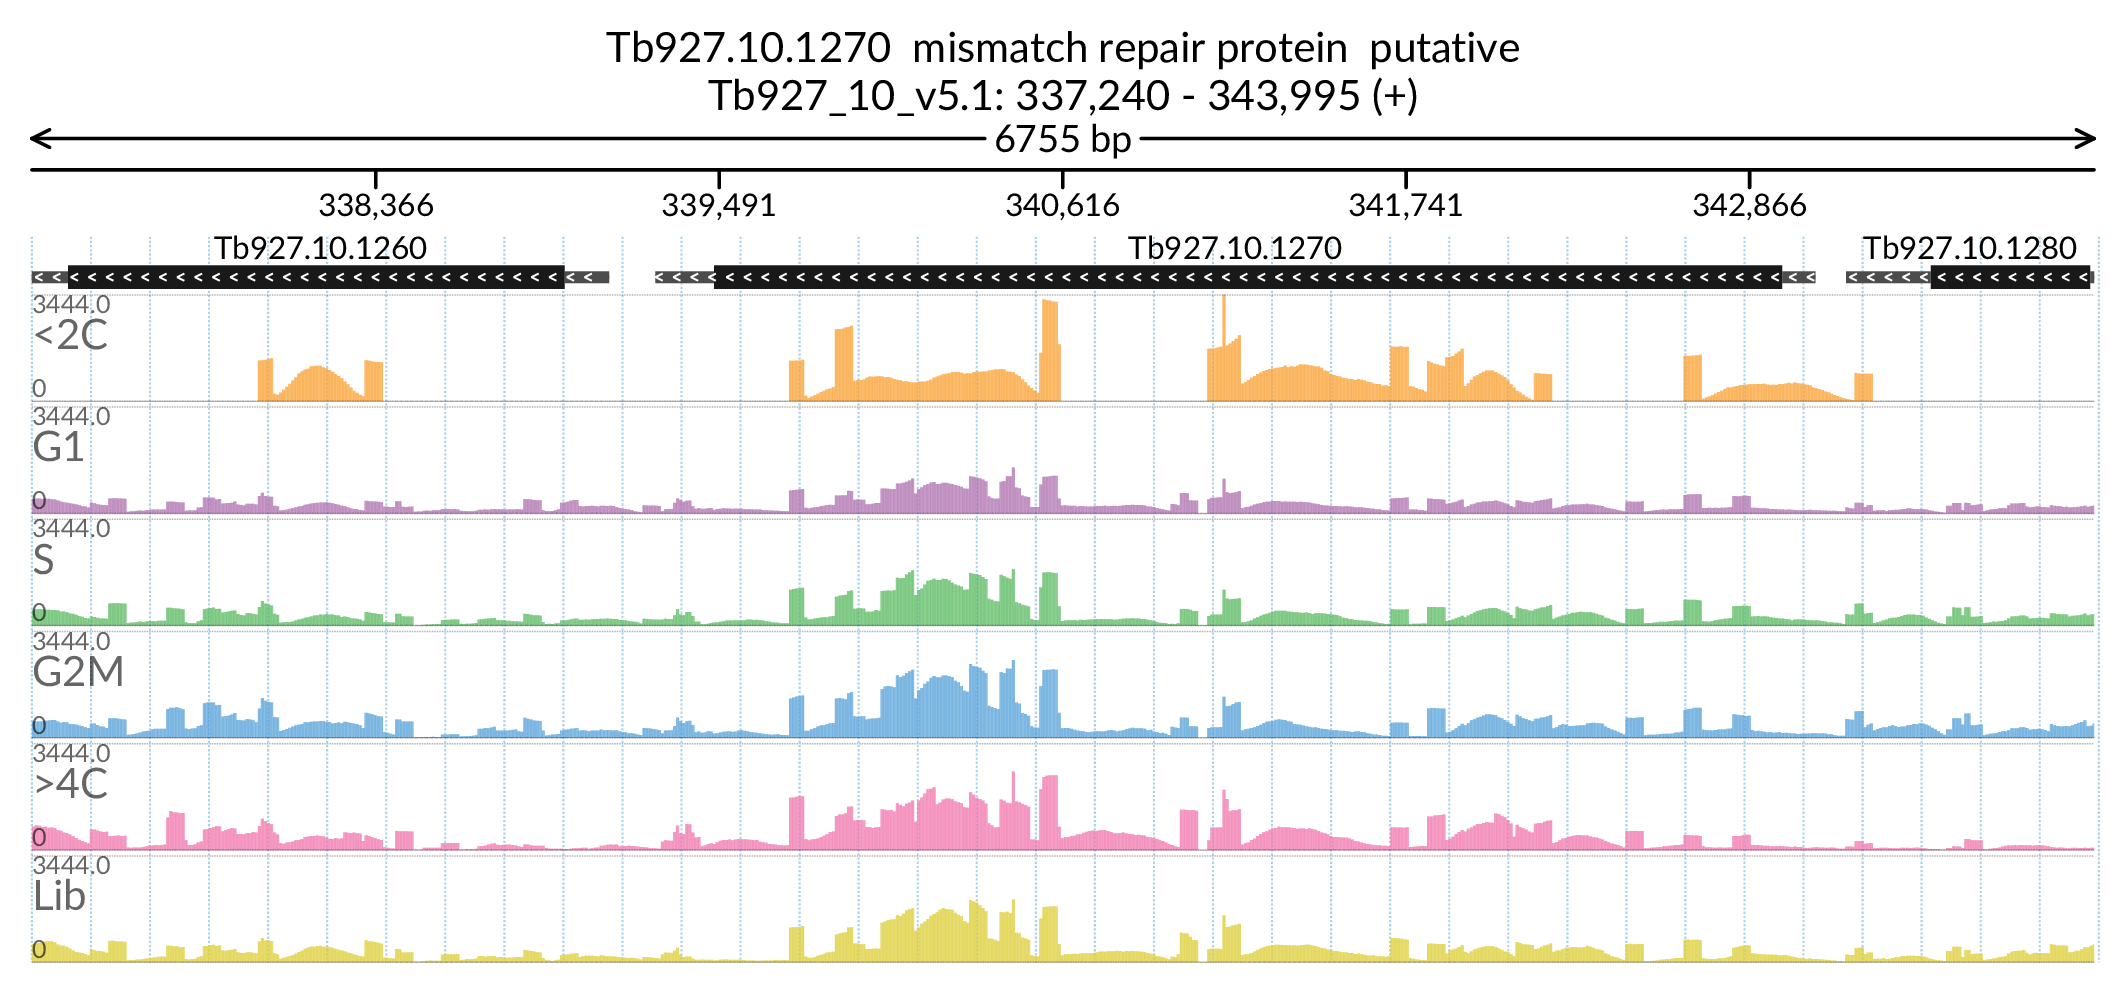 Tb927.10.1270  mismatch repair protein  putative
Tb927_10_v5.1: 337,240 - 343,995 (+)
6755 bp
338,366 339,491 340,616 341,741 342,866
Tb927.10.1260 Tb927.10.1270 Tb927.10.1280
3444.0
<2C
0
3444.0
G1
0
3444.0
S
0
3444.0
G2M
0
3444.0
>4C
0
3444.0
Lib
0